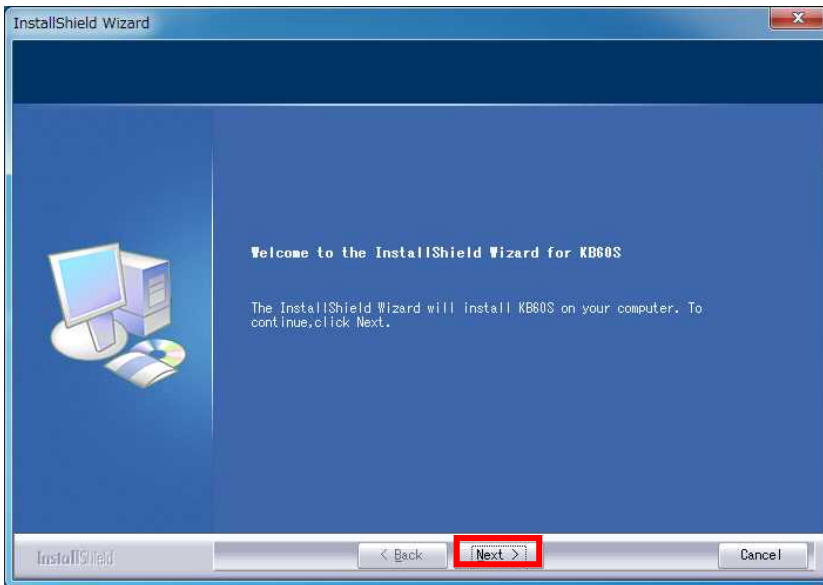 InstallShield Wizard
Welcome to the InstallShield Wizard for KB60S
The InstallShield Wizard will install KB60S on your computer. To
continue,click Next.
InstallShield
< Back
Next >
Cancel